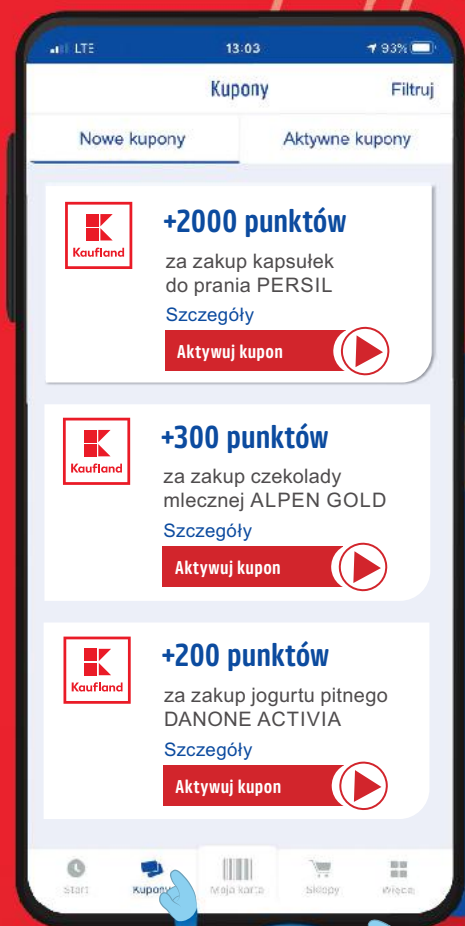 LTE 13:03 93%
Kupony Filtruj
Nowe kupony Aktywne kupony
Kaufland
+2000 punktów
za zakup kapsułek
do prania PERSIL
Szczegóły
Aktywuj kupon
Kaufland
+300 punktów
za zakup czekolady
mlecznej ALPEN GOLD
Szczegóły
Aktywuj kupon
Kaufland
+200 punktów
za zakup jogurtu pitnego
DANONE ACTIVIA
Szczegóły
Aktywuj kupon
Start Kupony Moja karta Sklepy Więcej